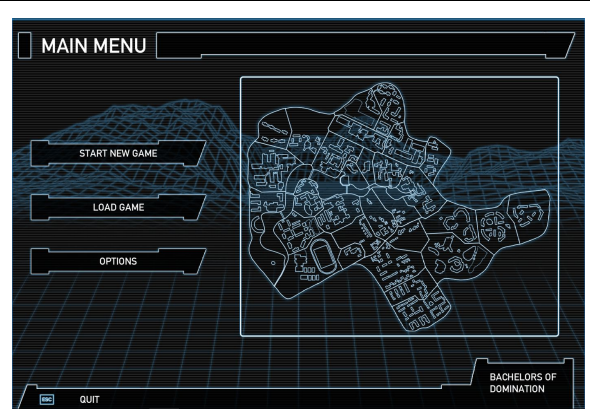 MAIN MENU
START NEW GAME
LOAD GAME
OPTIONS
BACHELORS OF
DOMINATION
ESC QUIT